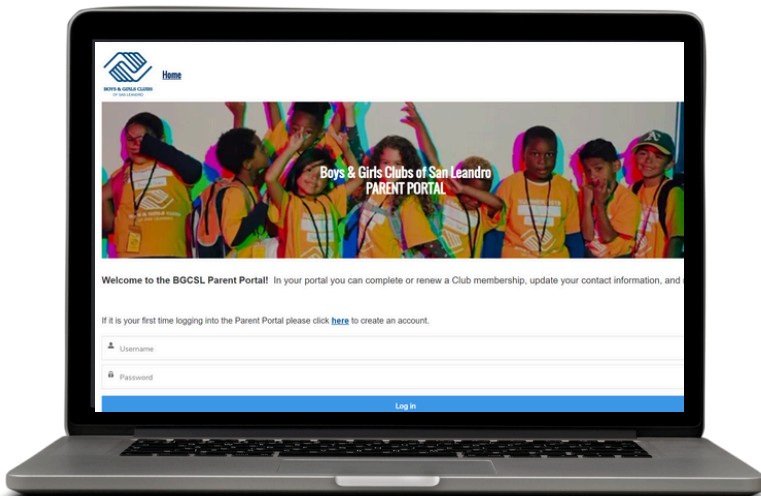 BOYS & GIRLS CLUBS
OF SAN LEANDRO
Home
Boys & Girls Clubs of San Leandro
PARENT PORTAL
Welcome to the BGCSL Parent Portal! In your portal you can complete or renew a Club membership, update your contact information, and
If it is your first time logging into the Parent Portal please click here to create an account.
Username
Password
Log in